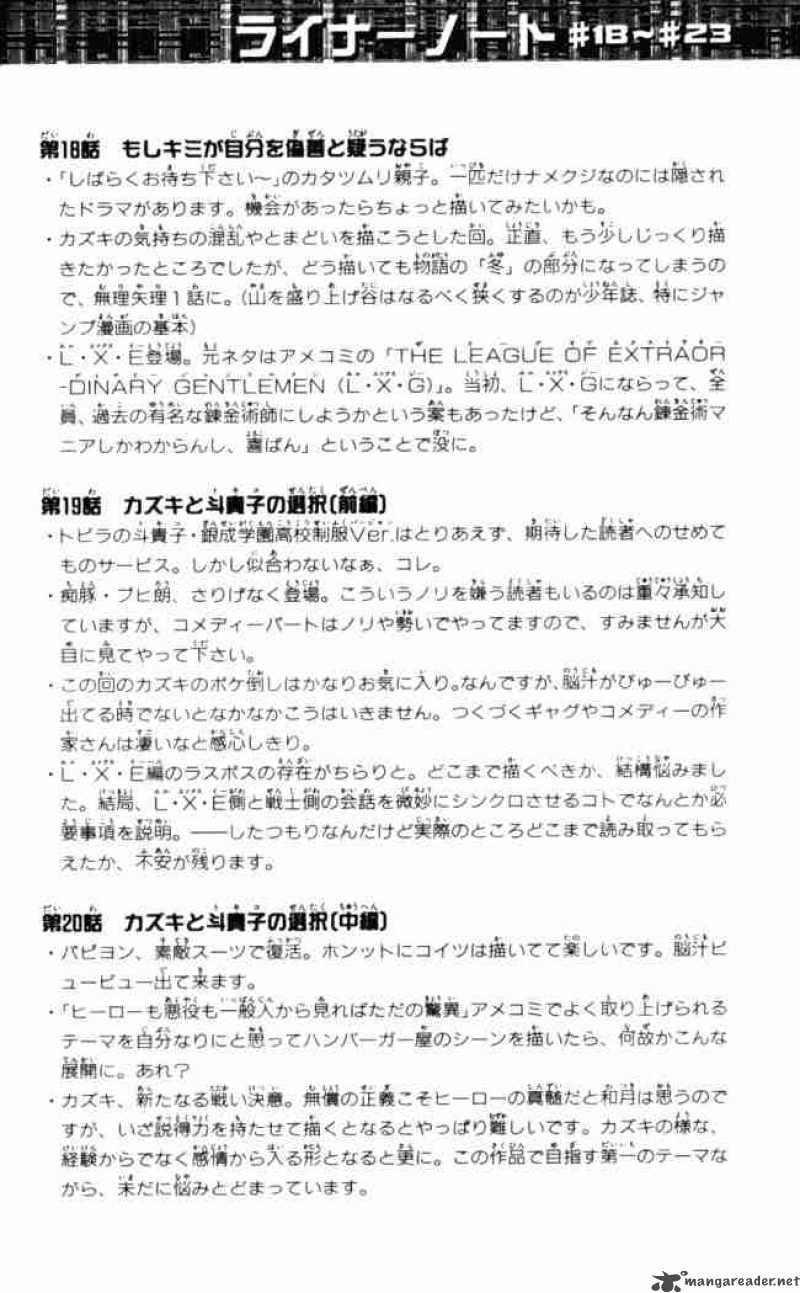 ライナーノート #18〜#23
第18話 もしキミが自分を偽善と疑うならば
・「しばらくお待ち下さい〜」のカタツムリ親子。一匹だけナメクジなのには隠され
たドラマがあります。機会があったらちょっと描いてみたいかも。
・カズキの気持ちの混乱やとまどいを描こうとした回。正直、もう少しじっくり描
きたかったところでしたが、どう描いても物語の「冬」の部分になってしまうの
で、無理矢理1話に。(山を盛り上げ谷はなるべく狭くするのが少年誌、特にジャ
ンプ漫画の基本)
・L・X・E登場。元ネタはアメコミの「THE LEAGUE OF EXTRAOR
-DINARY GENTLEMEN (L・X・G)」。当初、L・X・Gにならって、全
員、過去の有名な錬金術師にしようかという案もあったけど、「そんなん錬金術マ
ニアしかわからんし、喜ばん」ということで没に。
第19話 カズキと斗貴子の選択(前編)
・トビラの斗貴子・銀成学園高校制服Ver.はとりあえず、期待した読者へのせめて
ものサービス。しかし似合わないなぁ、コレ。
・痴豚・ブヒ朗、さりげなく登場。こういうノリを嫌う読者もいるのは重々承知し
ていますが、コメディーパートはノリや勢いでやってますので、すみませんが大
目に見てやって下さい。
・この回のカズキのボケ倒しはかなりお気に入り。なんですが、脳汁がびゅーびゅー
出てる時でないとなかなかこうはいきません。つくづくギャグやコメディーの作
家さんは凄いなと感心しきり。
・L・X・E編のラスボスの存在がちらりと。どこまで描くべきか、結構悩みまし
た。結局、L・X・E側と戦士側の会話を微妙にシンクロさせるコトでなんとか必
要事項を説明。――したつもりなんだけど実際のところどこまで読み取ってもら
えたか、不安が残ります。
第20話 カズキと斗貴子の選択(中編)
・パピヨン、素敵スーツで復活。ホンットにコイツは描いてて楽しいです。脳汁ビ
ュービュー出て来ます。
・「ヒーローも悪役も一般人から見ればただの驚異」アメコミでよく取り上げられる
テーマを自分なりにと思ってハンバーガー屋のシーンを描いたら、何故かこんな
展開に。あれ?
・カズキ、新たなる戦い決意。無償の正義こそヒーローの真髄だと和月は思うので
すが、いざ説得力を持たせて描くとなるとやっぱり難しいです。カズキの様な、
経験からでなく感情から入る形となると更に。この作品で目指す第一のテーマな
がら、未だに悩みとどまっています。
mangareader.net